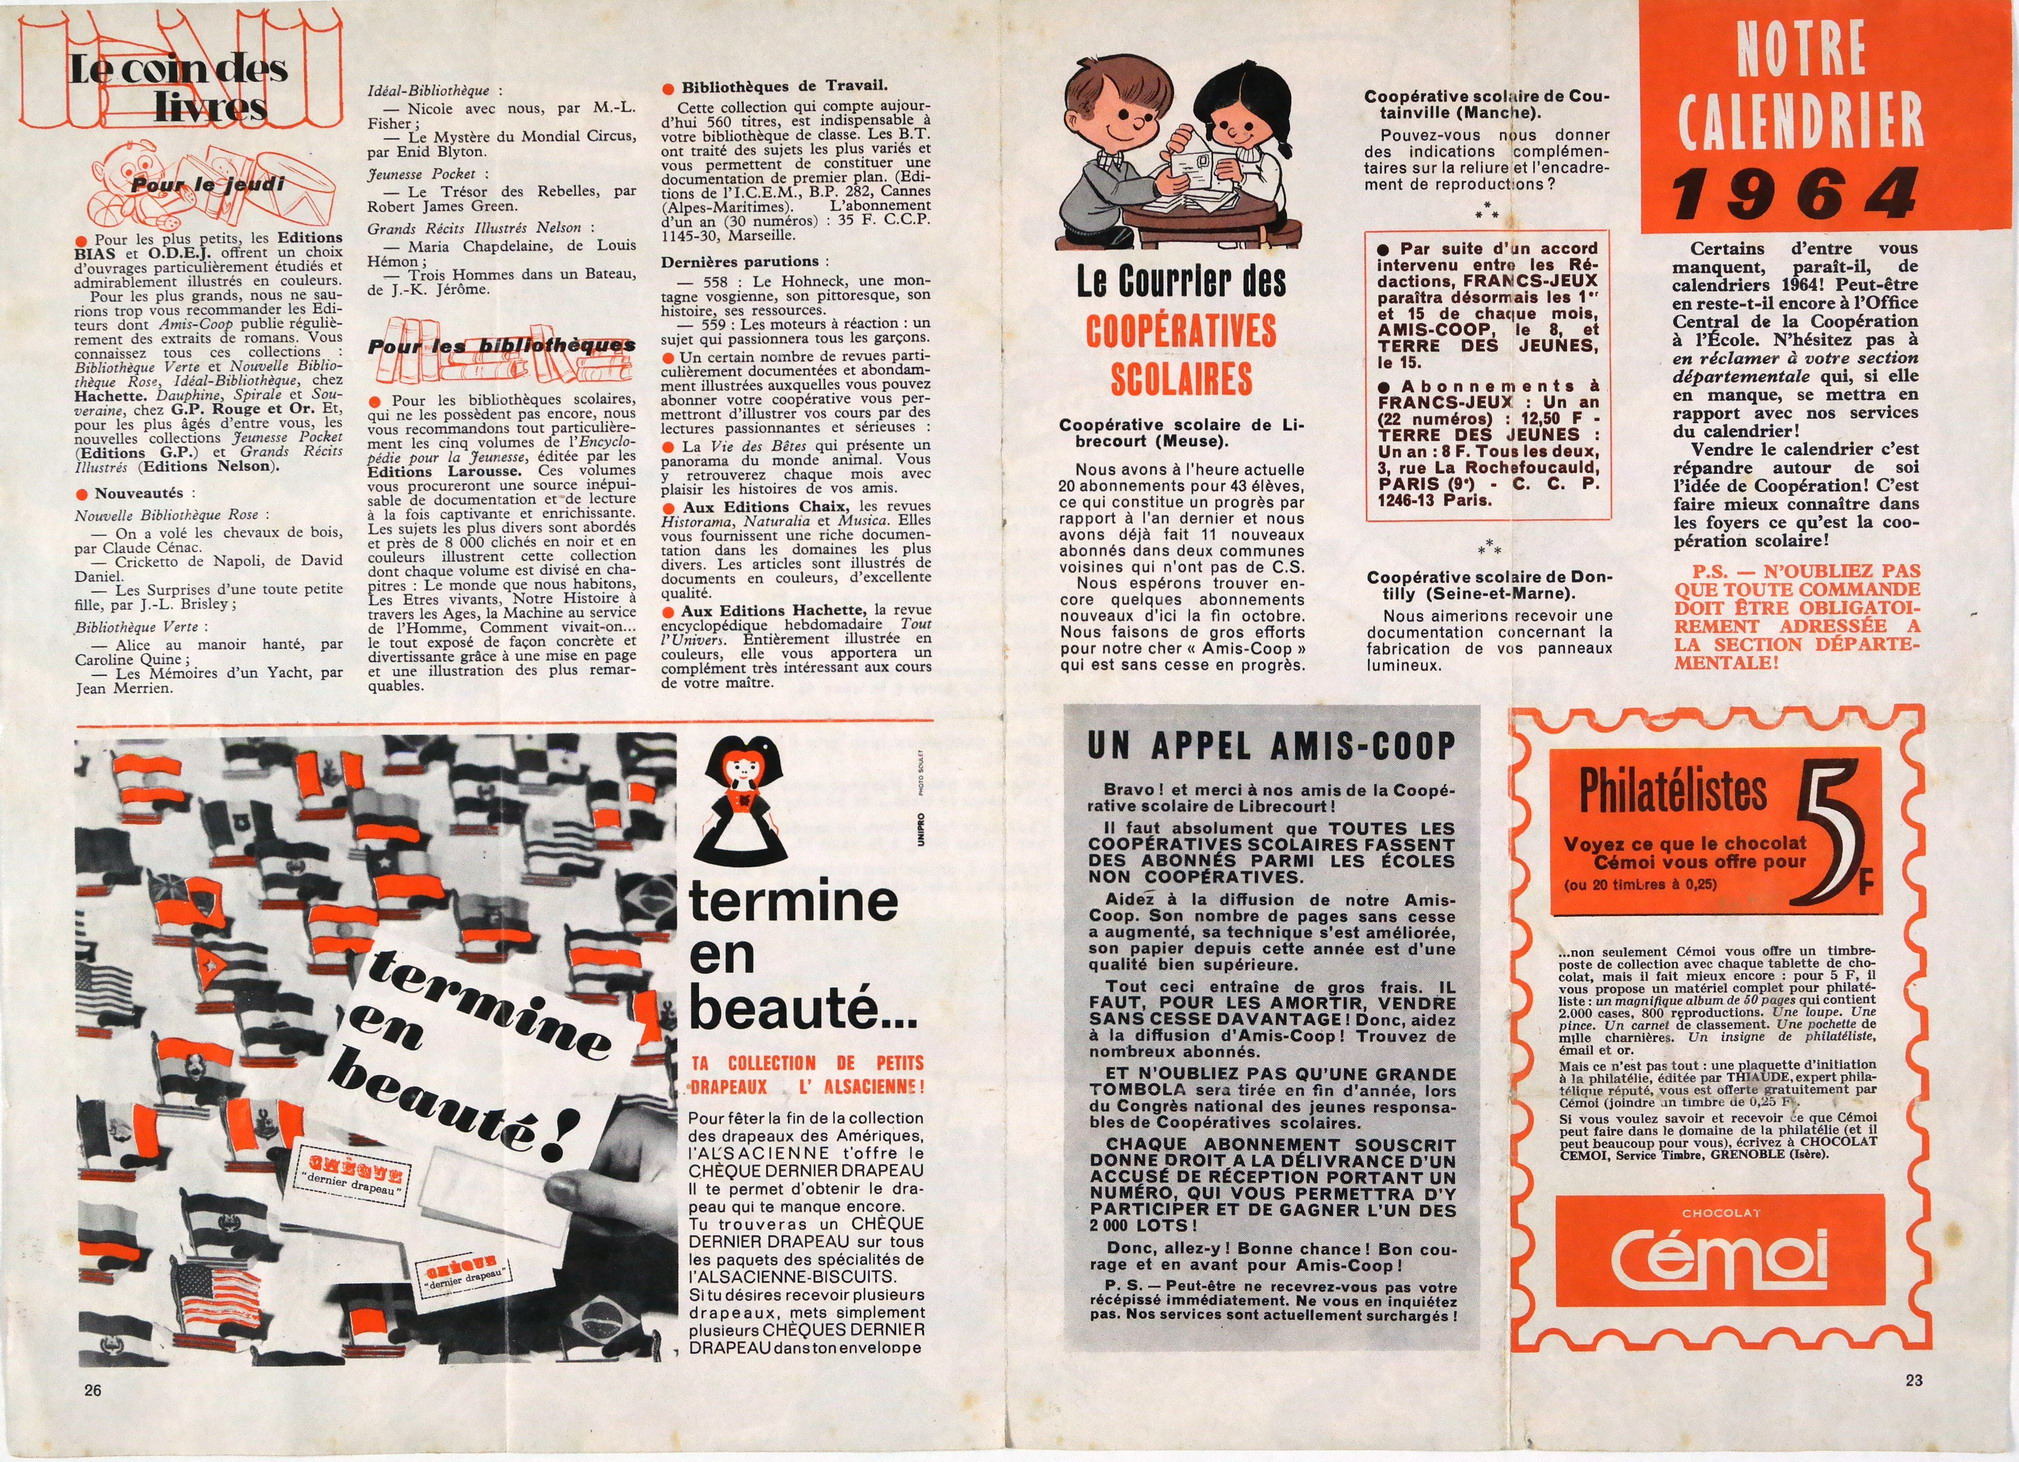 Le coin des
livres
Pour le jeudi
● Pour les plus petits, les Editions
BIAS et O.D.E.J. offrent un choix
d'ouvrages particulièrement étudiés et
admirablement illustrés en couleurs.
Pour les plus grands, nous ne sau-
rions trop vous recommander les Edi-
teurs dont Amis-Coop publie réguliè-
rement des extraits de romans. Vous
connaissez tous ces collections :
Bibliothèque Verte et Nouvelle Biblio-
thèque Rose, Idéal-Bibliothèque, chez
Hachette. Dauphine, Spirale et Sou-
veraine, chez G.P. Rouge et Or. Et,
pour les plus âgés d'entre vous, les
nouvelles collections Jeunesse Pocket
(Editions G.P.) et Grands Récits
Illustrés (Editions Nelson).
● Nouveautés :
Nouvelle Bibliothèque Rose :
— On a volé les chevaux de bois,
par Claude Cénac.
— Cricketto de Napoli, de David
Daniel.
— Les Surprises d'une toute petite
fille, par J.-L. Brisley ;
Bibliothèque Verte :
— Alice au manoir hanté, par
Caroline Quine ;
— Les Mémoires d'un Yacht, par
Jean Merrien.
Idéal-Bibliothèque :
— Nicole avec nous, par M.-L.
Fisher ;
— Le Mystère du Mondial Circus,
par Enid Blyton.
Jeunesse Pocket :
— Le Trésor des Rebelles, par
Robert James Green.
Grands Récits Illustrés Nelson :
— Maria Chapdelaine, de Louis
Hémon ;
— Trois Hommes dans un Bateau,
de J.-K. Jérôme.
Pour les bibliothèques
● Pour les bibliothèques scolaires,
qui ne les possèdent pas encore, nous
vous recommandons tout particulière-
ment les cinq volumes de l'Encyclo-
pédie pour la Jeunesse, éditée par les
Editions Larousse. Ces volumes
vous procureront une source inépui-
sable de documentation et de lecture
à la fois captivante et enrichissante.
Les sujets les plus divers sont abordés
et près de 8 000 clichés en noir et en
couleurs illustrent cette collection
dont chaque volume est divisé en cha-
pitres : Le monde que nous habitons,
Les Etres vivants, Notre Histoire à
travers les Ages, la Machine au service
de l'Homme, Comment vivait-on...
le tout exposé de façon concrète et
divertissante grâce à une mise en page
et une illustration des plus remar-
quables.
● Bibliothèques de Travail.
Cette collection qui compte aujour-
d'hui 560 titres, est indispensable à
votre bibliothèque de classe. Les B.T.
ont traité des sujets les plus variés et
vous permettent de constituer une
documentation de premier plan. (Edi-
tions de l'I.C.E.M., B.P. 282, Cannes
(Alpes-Maritimes). L'abonnement
d'un an (30 numéros) : 35 F. C.C.P.
1145-30, Marseille.
Dernières parutions :
— 558 : Le Hohneck, une mon-
tagne vosgienne, son pittoresque, son
histoire, ses ressources.
— 559 : Les moteurs à réaction : un
sujet qui passionnera tous les garçons.
● Un certain nombre de revues parti-
culièrement documentées et abondam-
ment illustrées auxquelles vous pouvez
abonner votre coopérative vous per-
mettront d'illustrer vos cours par des
lectures passionnantes et sérieuses :
● La Vie des Bêtes qui présente un
panorama du monde animal. Vous
y retrouverez chaque mois avec
plaisir les histoires de vos amis.
● Aux Editions Chaix, les revues
Historama, Naturalia et Musica. Elles
vous fournissent une riche documen-
tation dans les domaines les plus
divers. Les articles sont illustrés de
documents en couleurs, d'excellente
qualité.
● Aux Editions Hachette, la revue
encyclopédique hebdomadaire Tout
l'Univers. Entièrement illustrée en
couleurs, elle vous apportera un
complément très intéressant aux cours
de votre maître.
termine
en
beauté!
CHÈQUE
"dernier drapeau"
CHÈQUE
"dernier drapeau"
UNIPRO PHOTO SCULET
termine
en
beauté...
TA COLLECTION DE PETITS
DRAPEAUX L'ALSACIENNE !
Pour fêter la fin de la collection
des drapeaux des Amériques,
l'ALSACIENNE t'offre le
CHÈQUE DERNIER DRAPEAU
Il te permet d'obtenir le dra-
peau qui te manque encore.
Tu trouveras un CHÈQUE
DERNIER DRAPEAU sur tous
les paquets des spécialités de
l'ALSACIENNE-BISCUITS.
Si tu désires recevoir plusieurs
drapeaux, mets simplement
plusieurs CHÈQUES DERNIER
DRAPEAU dans ton enveloppe
26
Le Courrier des
COOPÉRATIVES
SCOLAIRES
Coopérative scolaire de Li-
brecourt (Meuse).
Nous avons à l'heure actuelle
20 abonnements pour 43 élèves,
ce qui constitue un progrès par
rapport à l'an dernier et nous
avons déjà fait 11 nouveaux
abonnés dans deux communes
voisines qui n'ont pas de C.S.
Nous espérons trouver en-
core quelques abonnements
nouveaux d'ici la fin octobre.
Nous faisons de gros efforts
pour notre cher « Amis-Coop »
qui est sans cesse en progrès.
Coopérative scolaire de Cou-
tainville (Manche).
Pouvez-vous nous donner
des indications complémen-
taires sur la reliure et l'encadre-
ment de reproductions ?
● Par suite d'un accord
intervenu entre les Ré-
dactions, FRANCS-JEUX
paraîtra désormais les 1er
et 15 de chaque mois,
AMIS-COOP, le 8, et
TERRE DES JEUNES,
le 15.
● Abonnements à
FRANCS-JEUX : Un an
(22 numéros) : 12,50 F -
TERRE DES JEUNES :
Un an : 8 F. Tous les deux,
3, rue La Rochefoucauld,
PARIS (9e) - C. C. P.
1246-13 Paris.
Coopérative scolaire de Don-
tilly (Seine-et-Marne).
Nous aimerions recevoir une
documentation concernant la
fabrication de vos panneaux
lumineux.
NOTRE
CALENDRIER
1964
Certains d'entre vous
manquent, paraît-il, de
calendriers 1964! Peut-être
en reste-t-il encore à l'Office
Central de la Coopération
à l'École. N'hésitez pas à
en réclamer à votre section
départementale qui, si elle
en manque, se mettra en
rapport avec nos services
du calendrier!
Vendre le calendrier c'est
répandre autour de soi
l'idée de Coopération! C'est
faire mieux connaître dans
les foyers ce qu'est la coo-
pération scolaire!
P.S. — N'OUBLIEZ PAS
QUE TOUTE COMMANDE
DOIT ÊTRE OBLIGATOI-
REMENT ADRESSÉE A
LA SECTION DÉPARTE-
MENTALE!
UN APPEL AMIS-COOP
Bravo ! et merci à nos amis de la Coopé-
rative scolaire de Librecourt !
Il faut absolument que TOUTES LES
COOPÉRATIVES SCOLAIRES FASSENT
DES ABONNÉS PARMI LES ÉCOLES
NON COOPÉRATIVES.
Aidez à la diffusion de notre Amis-
Coop. Son nombre de pages sans cesse
a augmenté, sa technique s'est améliorée,
son papier depuis cette année est d'une
qualité bien supérieure.
Tout ceci entraîne de gros frais. IL
FAUT, POUR LES AMORTIR, VENDRE
SANS CESSE DAVANTAGE ! Donc, aidez
à la diffusion d'Amis-Coop ! Trouvez de
nombreux abonnés.
ET N'OUBLIEZ PAS QU'UNE GRANDE
TOMBOLA sera tirée en fin d'année, lors
du Congrès national des jeunes responsa-
bles de Coopératives scolaires.
CHAQUE ABONNEMENT SOUSCRIT
DONNE DROIT A LA DÉLIVRANCE D'UN
ACCUSÉ DE RÉCEPTION PORTANT UN
NUMÉRO, QUI VOUS PERMETTRA D'Y
PARTICIPER ET DE GAGNER L'UN DES
2 000 LOTS !
Donc, allez-y ! Bonne chance ! Bon cou-
rage et en avant pour Amis-Coop !
P. S. — Peut-être ne recevrez-vous pas votre
récépissé immédiatement. Ne vous en inquiétez
pas. Nos services sont actuellement surchargés !
Philatélistes
Voyez ce que le chocolat
Cémoi vous offre pour
(ou 20 timbres à 0,25)
5F
...non seulement Cémoi vous offre un timbre-
poste de collection avec chaque tablette de cho-
colat, mais il fait mieux encore : pour 5 F, il
vous propose un matériel complet pour philaté-
liste : un magnifique album de 50 pages qui contient
2.000 cases, 800 reproductions. Une loupe. Une
pince. Un carnet de classement. Une pochette de
mille charnières. Un insigne de philatéliste,
émail et or.
Mais ce n'est pas tout : une plaquette d'initiation
à la philatélie, éditée par THIAUDE, expert phila-
télique réputé, vous est offerte gratuitement par
Cémoi (joindre un timbre de 0,25 F).
Si vous voulez savoir et recevoir ce que Cémoi
peut faire dans le domaine de la philatélie (et il
peut beaucoup pour vous), écrivez à CHOCOLAT
CEMOI, Service Timbre, GRENOBLE (Isère).
CHOCOLAT
Cémoi
23